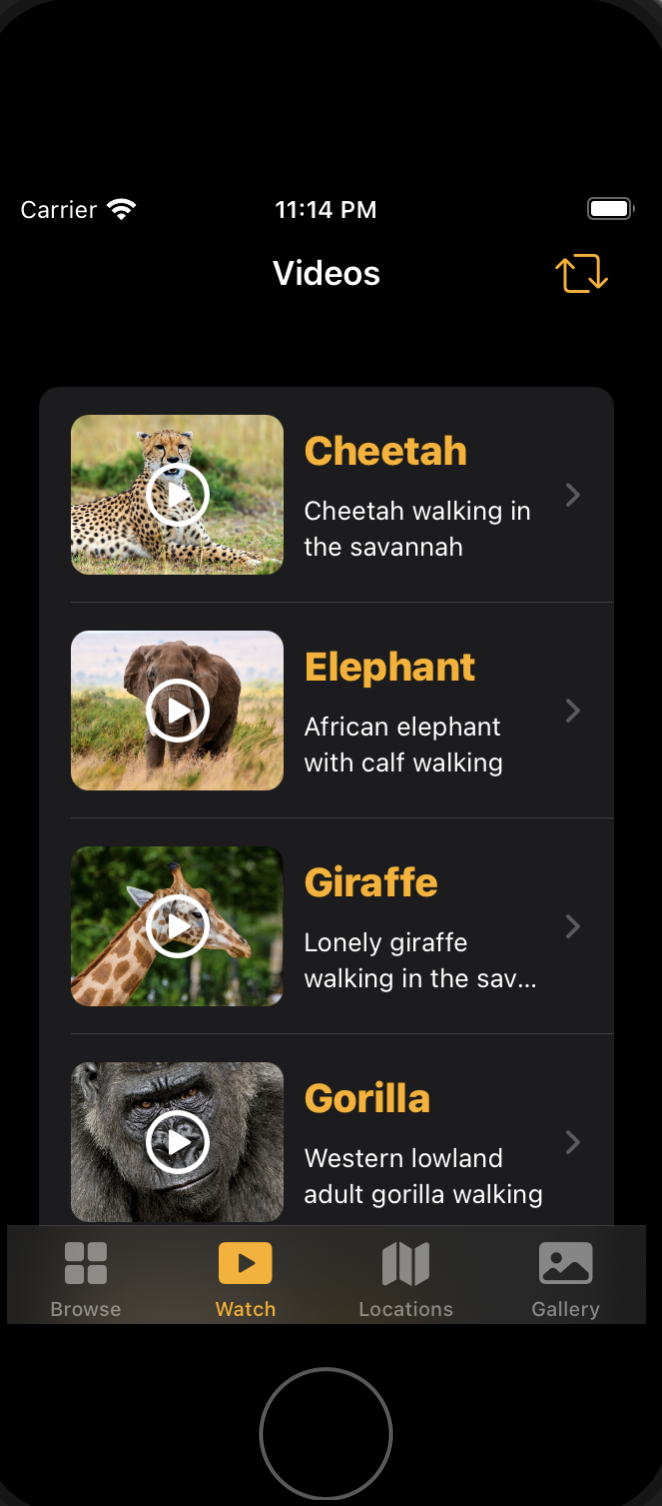 Carrier
11:14 PM
Videos
Cheetah
Cheetah walking in
the savannah
Elephant
African elephant
with calf walking
Giraffe
Lonely giraffe
walking in the sav...
Gorilla
Western lowland
adult gorilla walking
Browse
Watch
Locations
Gallery